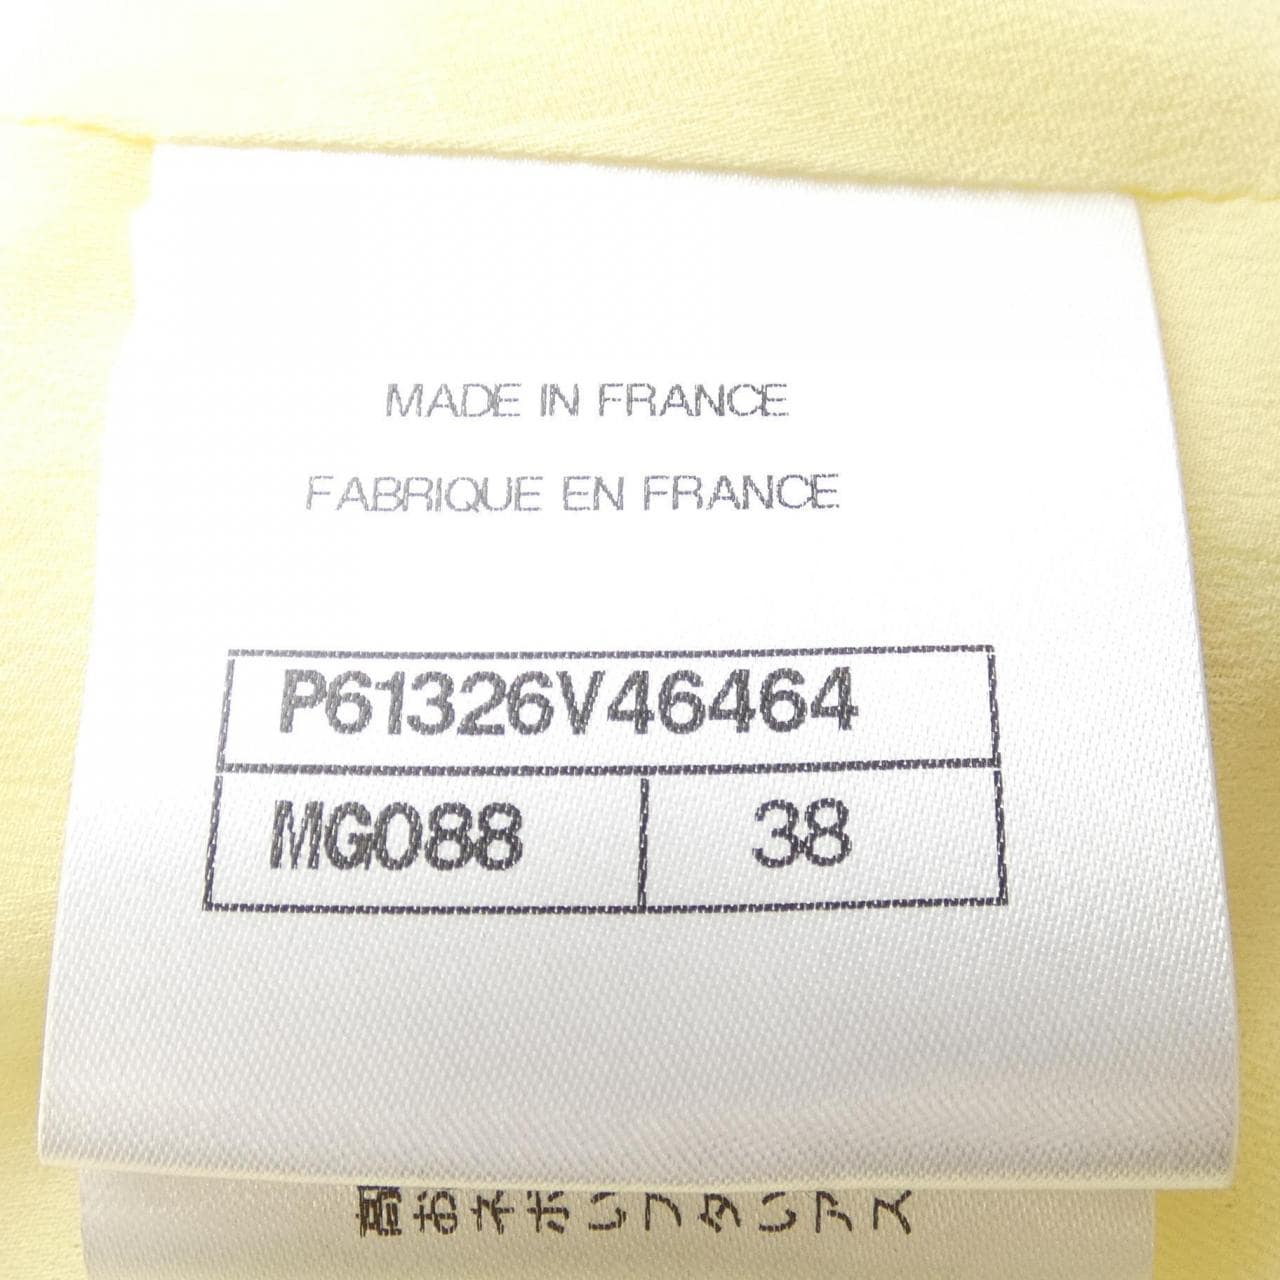 MADE IN FRANCE
FABRIQUE EN FRANCE
P61326V46464
MG088
38